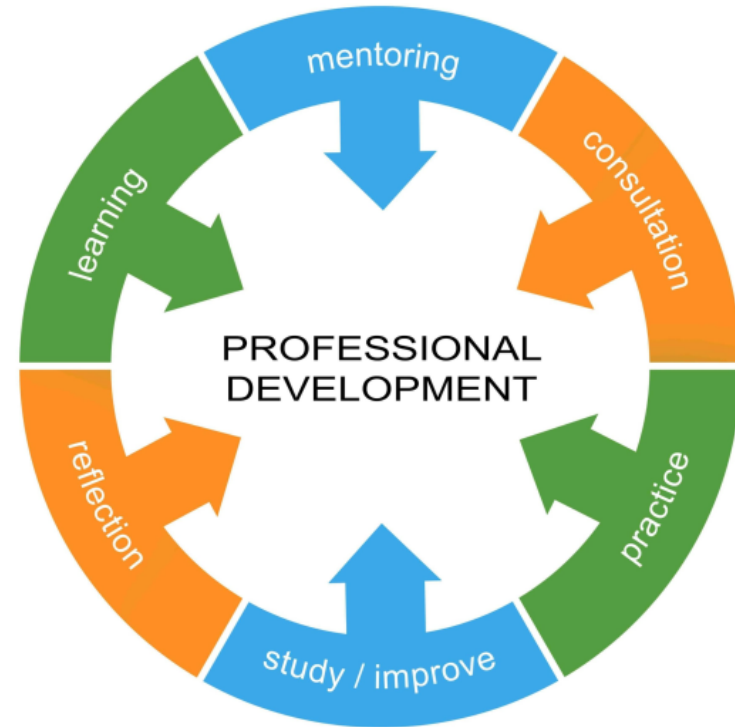 mentoring
consultation
learning
PROFESSIONAL
DEVELOPMENT
reflection
practice
study / improve